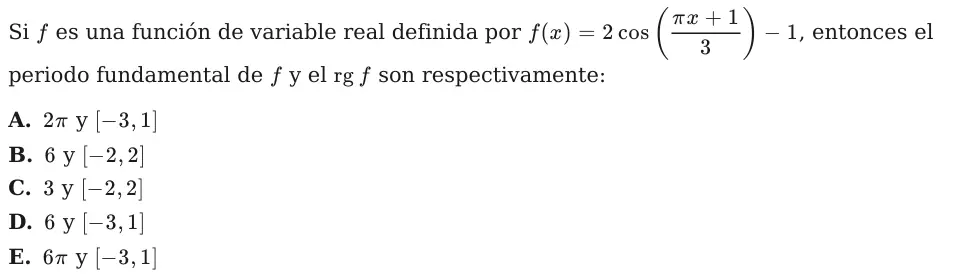 Si f es una función de variable real definida por f(x) = 2 cos((πx + 1)/3) − 1, entonces el
periodo fundamental de f y el rg f son respectivamente:
A. 2π y [−3, 1]
B. 6 y [−2, 2]
C. 3 y [−2, 2]
D. 6 y [−3, 1]
E. 6π y [−3, 1]